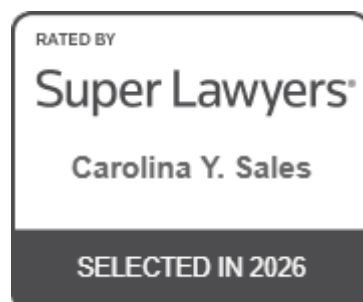 RATED BY
Super Lawyers®
Carolina Y. Sales
SELECTED IN 2026